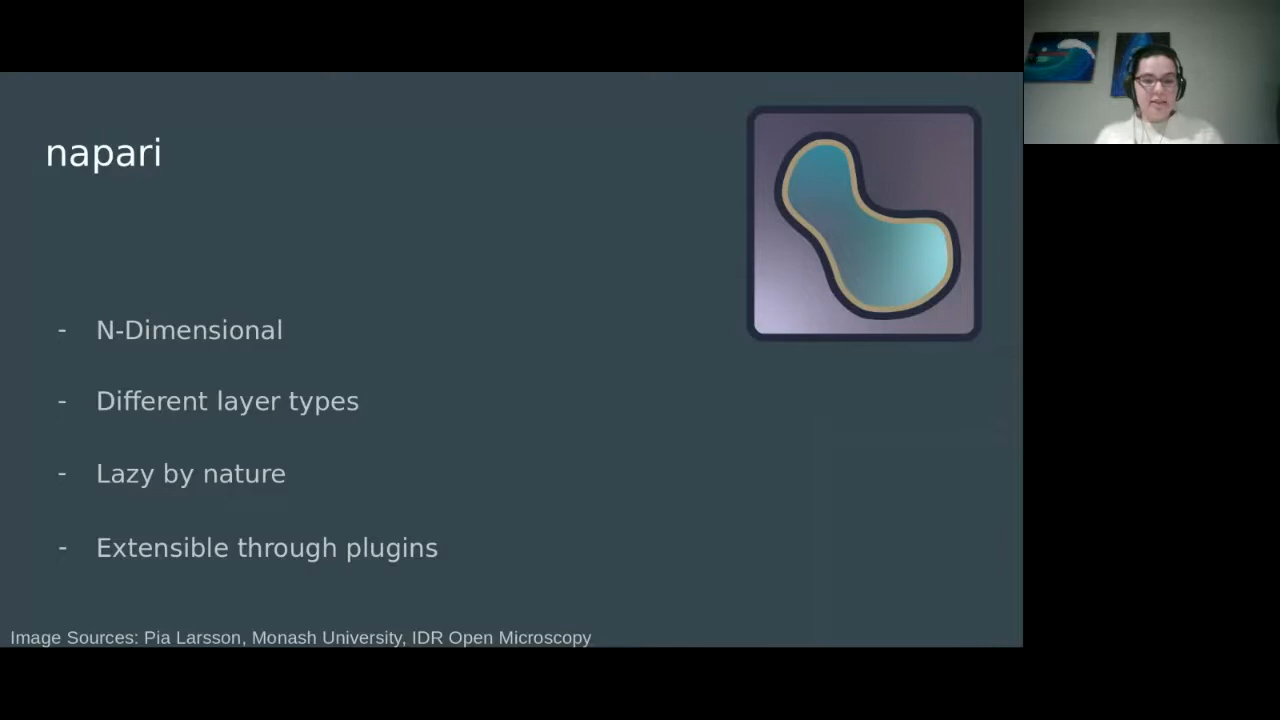 napari
- N-Dimensional
- Different layer types
- Lazy by nature
- Extensible through plugins
Image Sources: Pia Larsson, Monash University, IDR Open Microscopy